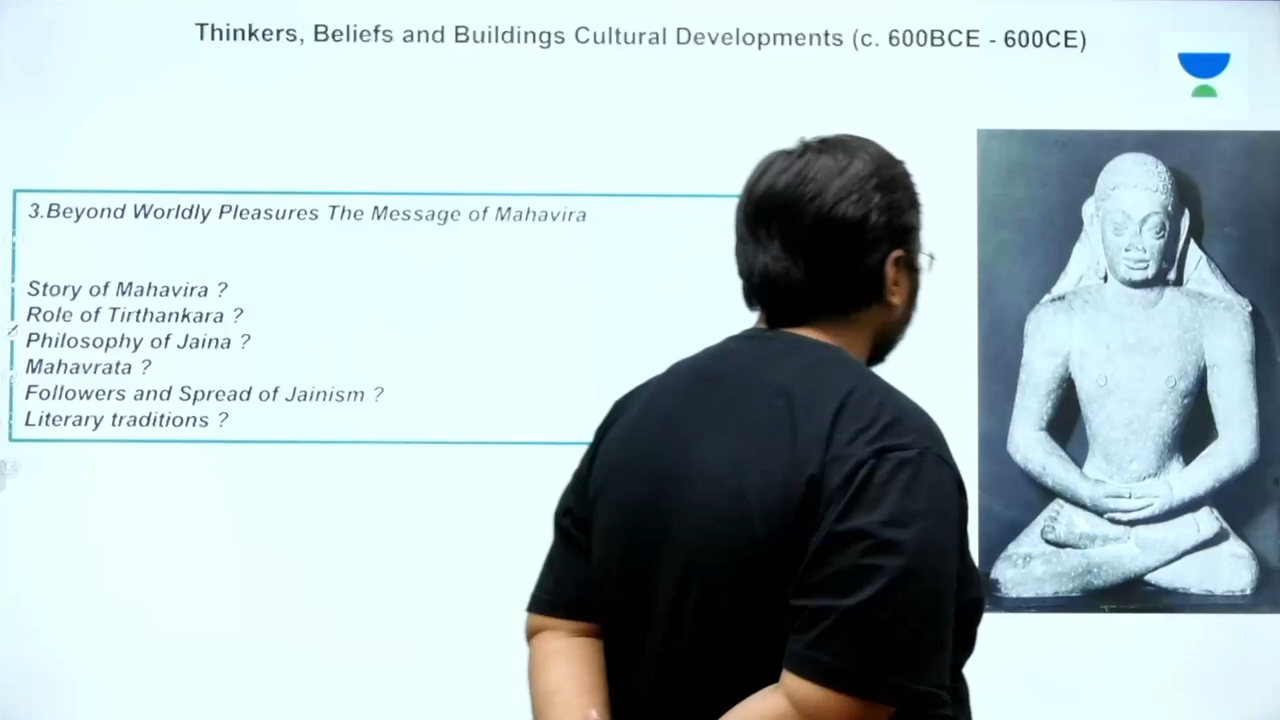 Thinkers, Beliefs and Buildings Cultural Developments (c. 600BCE - 600CE)
3.Beyond Worldly Pleasures The Message of Mahavira
Story of Mahavira ?
Role of Tirthankara ?
Philosophy of Jaina ?
Mahavrata ?
Followers and Spread of Jainism ?
Literary traditions ?